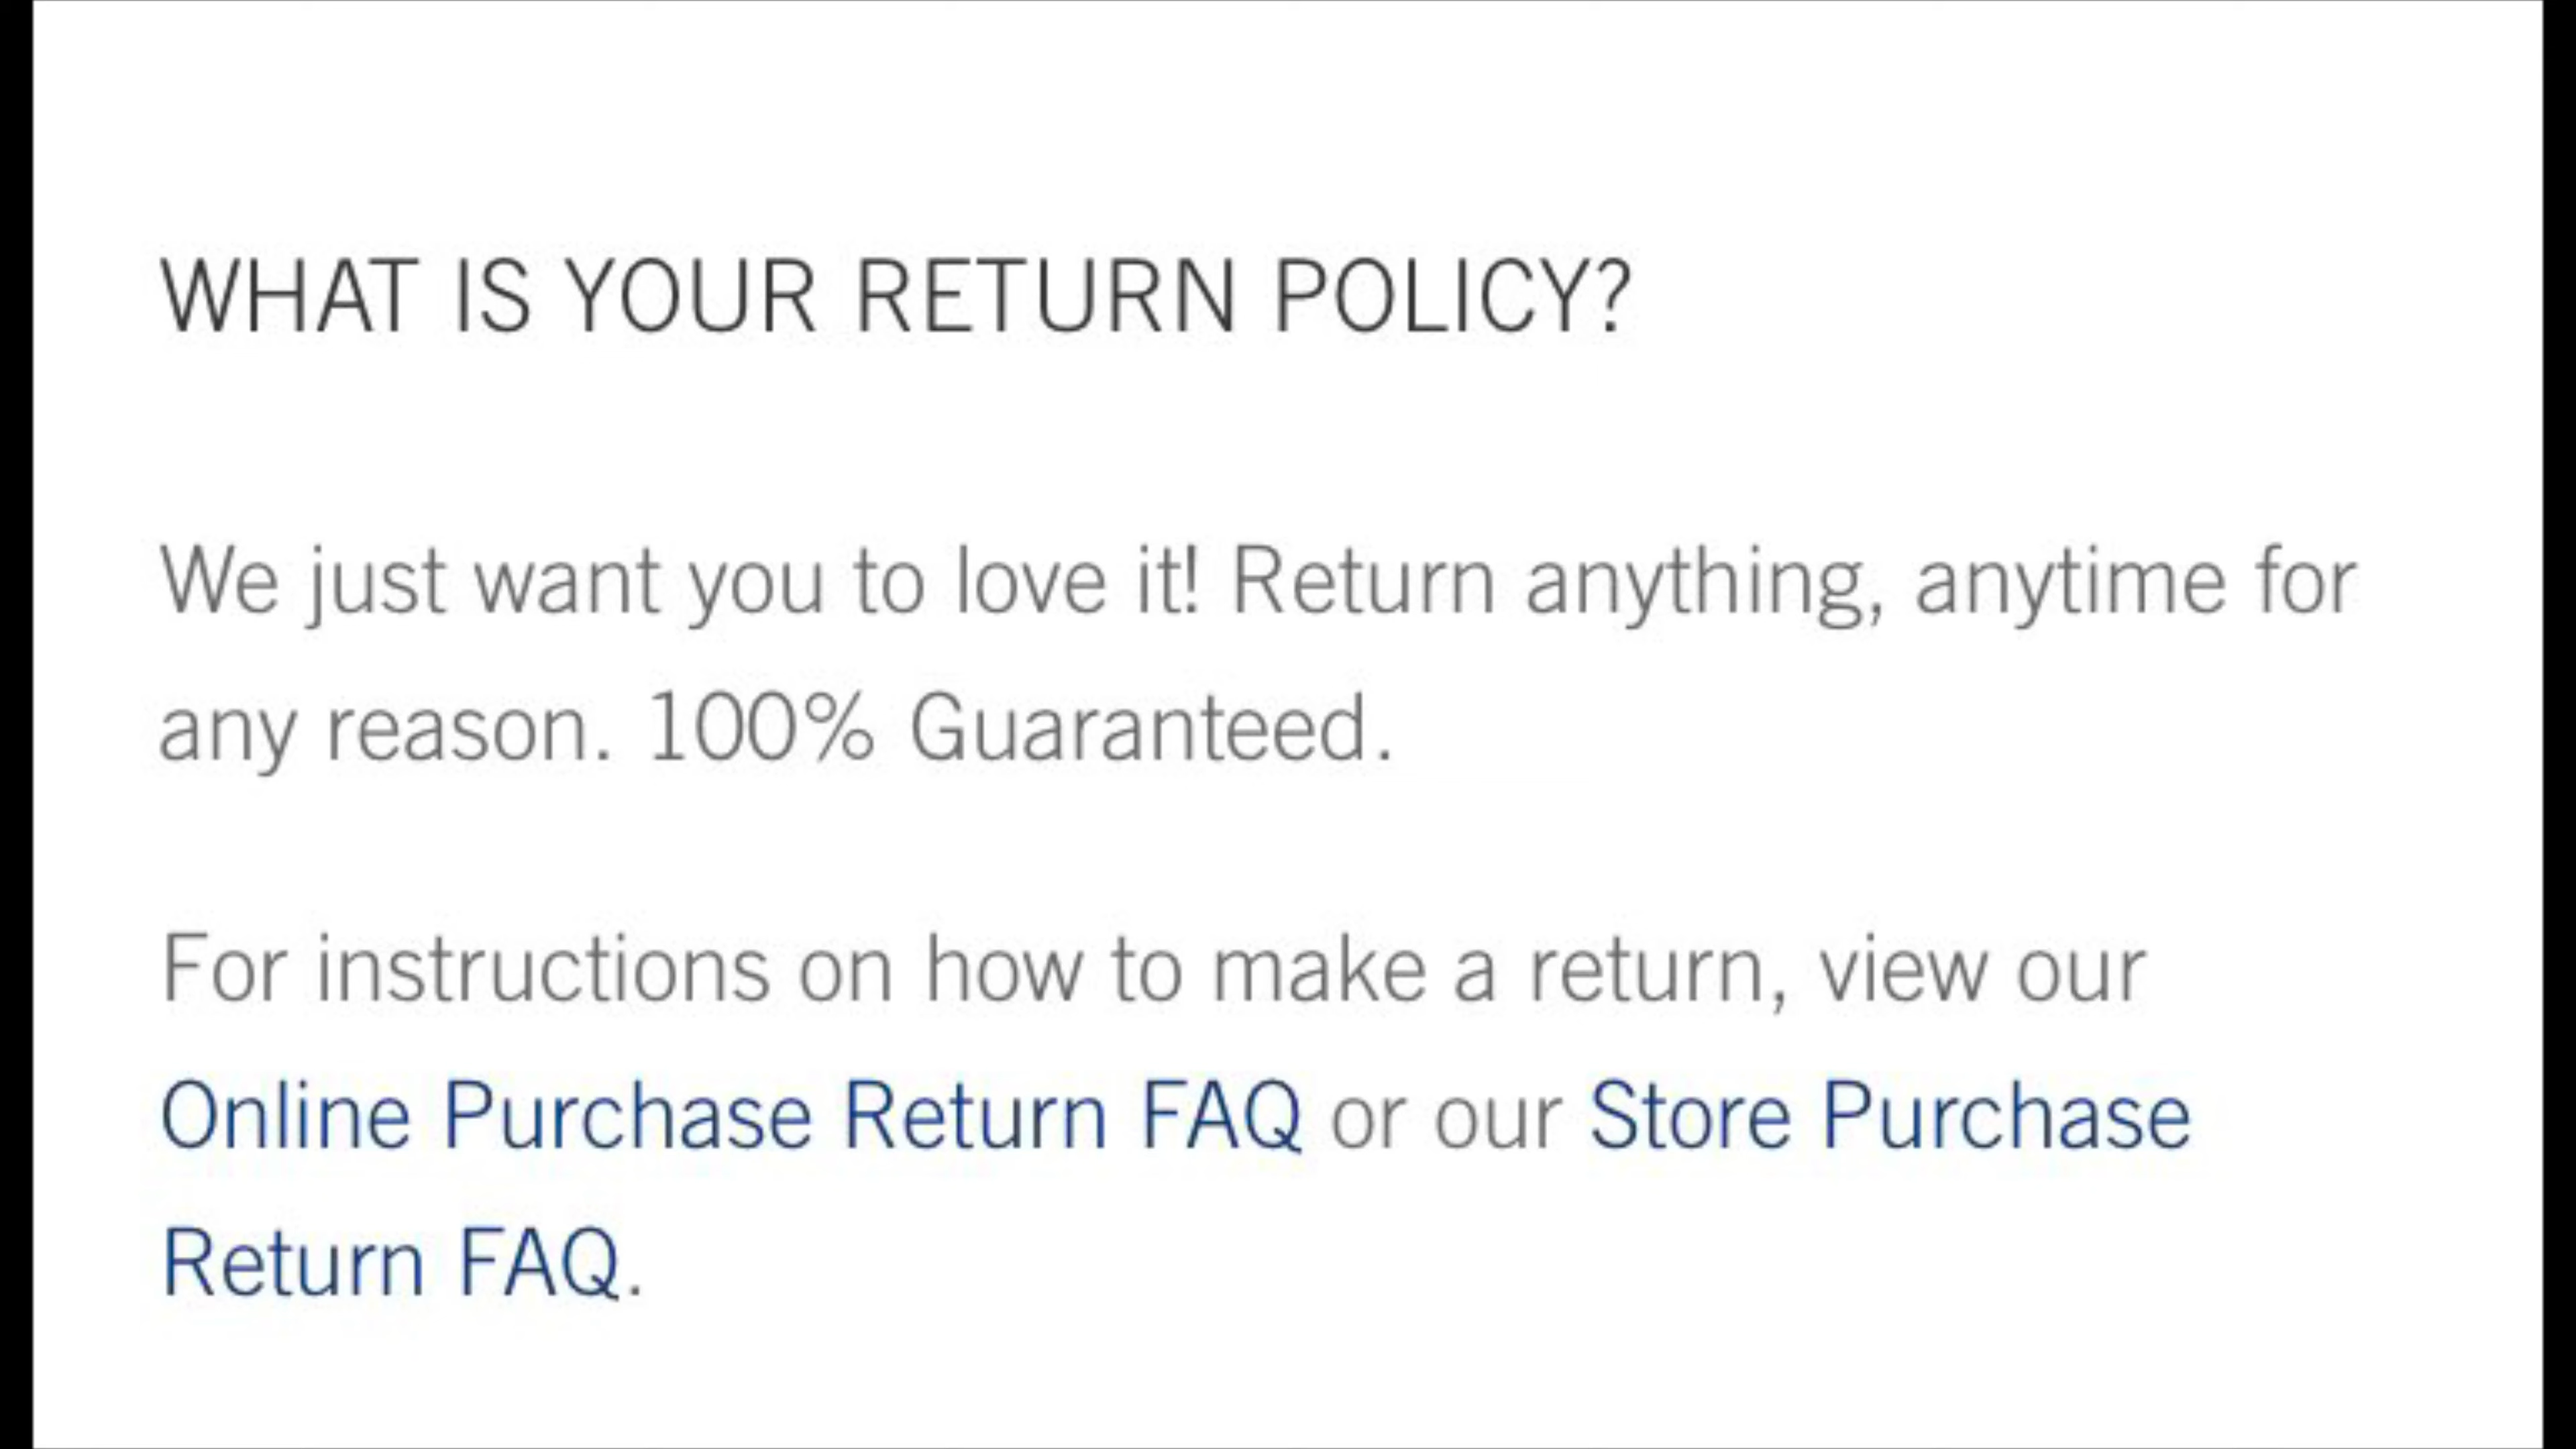 WHAT IS YOUR RETURN POLICY?
We just want you to love it! Return anything, anytime for
any reason. 100% Guaranteed.
For instructions on how to make a return, view our
Online Purchase Return FAQ or our Store Purchase
Return FAQ.